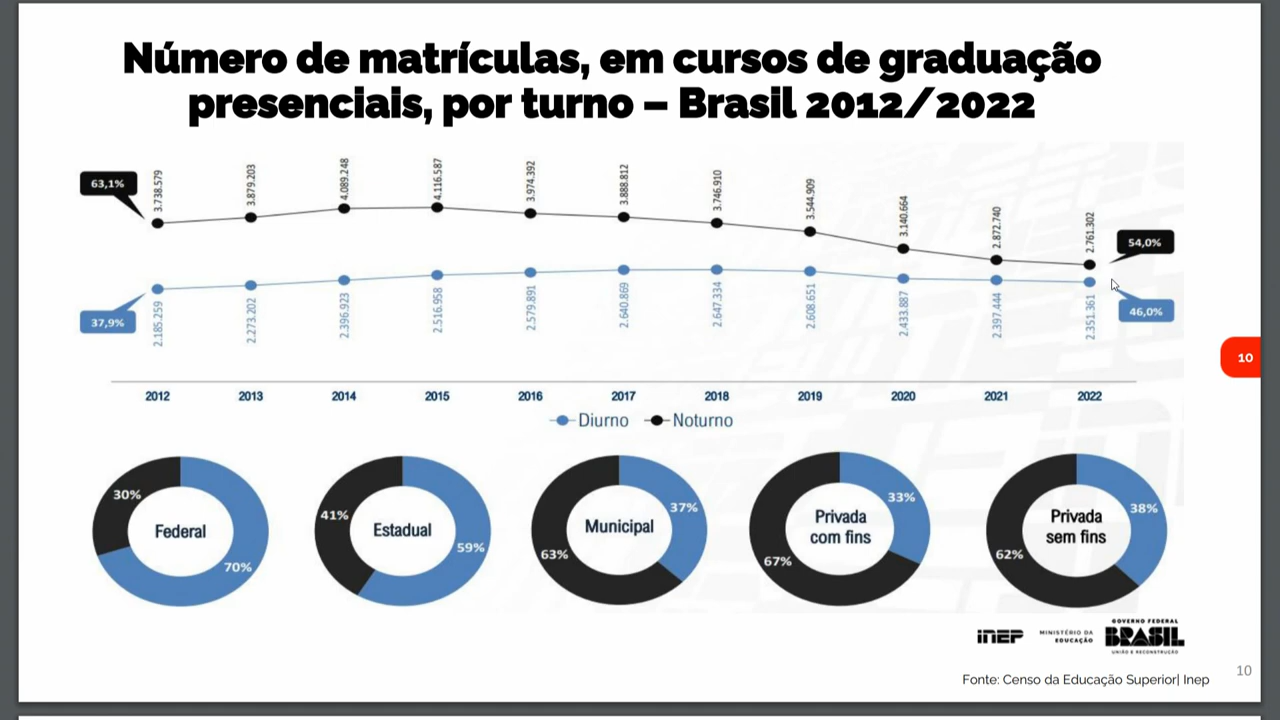 Número de matrículas, em cursos de graduação
presenciais, por turno – Brasil 2012/2022
63,1%
3.738.579
3.879.203
4.089.248
4.116.587
3.974.392
3.888.812
3.746.910
3.544.909
3.140.664
2.872.740
2.761.302
54,0%
37,9%
2.185.259
2.273.202
2.396.923
2.516.958
2.579.891
2.640.869
2.647.334
2.608.651
2.433.887
2.397.444
2.351.361
46,0%
10
2012 2013 2014 2015 2016 2017 2018 2019 2020 2021 2022
Diurno Noturno
30%
Federal
70%
41%
Estadual
59%
37%
Municipal
63%
33%
Privada
com fins
67%
38%
Privada
sem fins
62%
inep
MINISTÉRIO DA
EDUCAÇÃO
GOVERNO FEDERAL
BRASIL
UNIÃO E RECONSTRUÇÃO
Fonte: Censo da Educação Superior| Inep
10